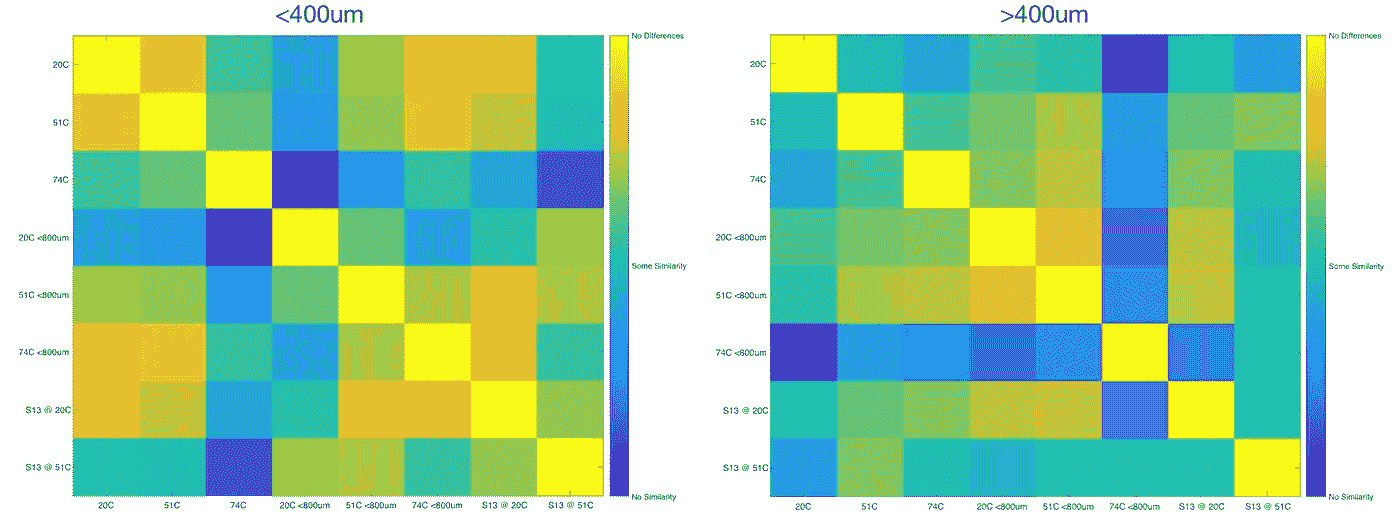 <400um
No Differences
20C
51C
74C
20C <800um
Some Similarity
51C <800um
74C <800um
S13 @ 20C
S13 @ 51C
No Similarity
20C 51C 74C 20C <800um 51C <800um 74C <800um S13 @ 20C S13 @ 51C
>400um
No Differences
20C
51C
74C
20C <800um
Some Similarity
51C <800um
74C <800um
S13 @ 20C
S13 @ 51C
No Similarity
20C 51C 74C 20C <800um 51C <800um 74C <800um S13 @ 20C S13 @ 51C